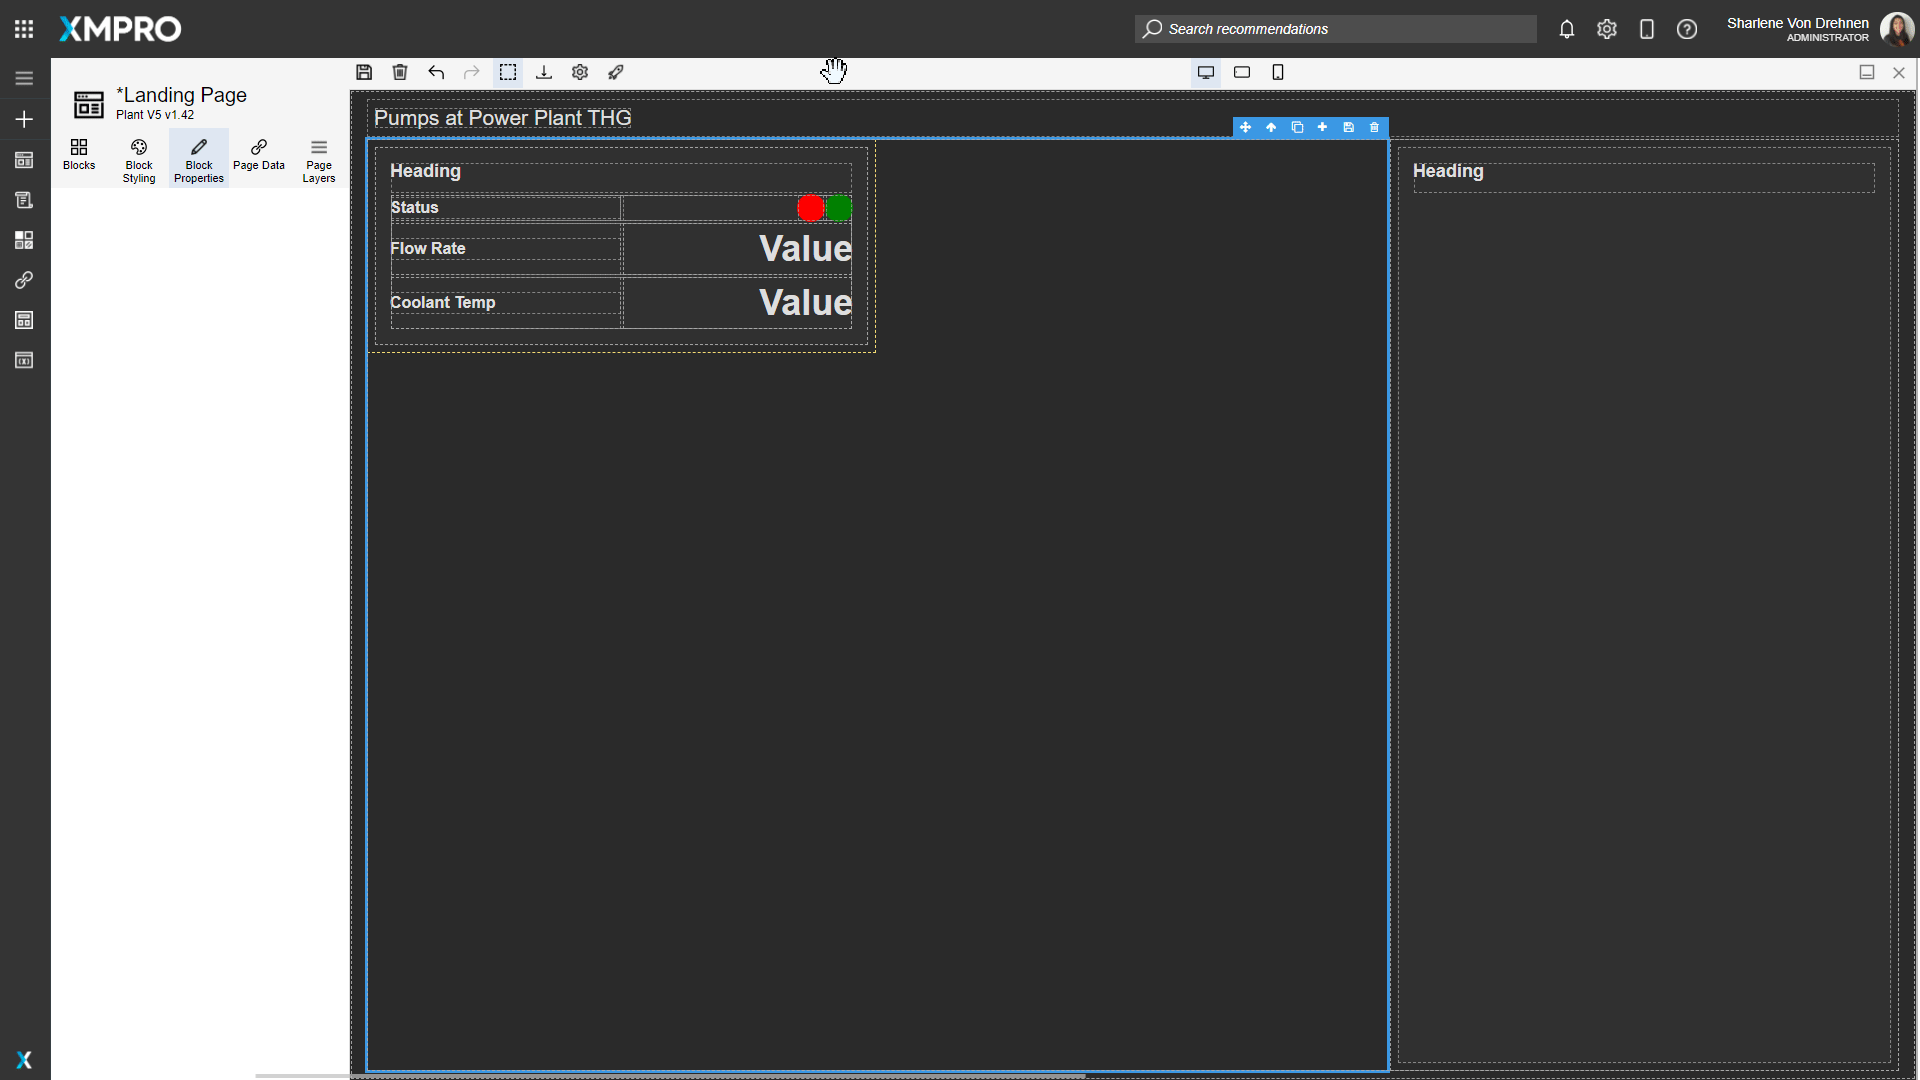 XMPRO
Search recommendations
Sharlene Von Drehnen
ADMINISTRATOR
*Landing Page
Plant V5 v1.42
Blocks
Block Styling
Block Properties
Page Data
Page Layers
Pumps at Power Plant THG
Heading
Status
Flow Rate
Value
Coolant Temp
Value
Heading